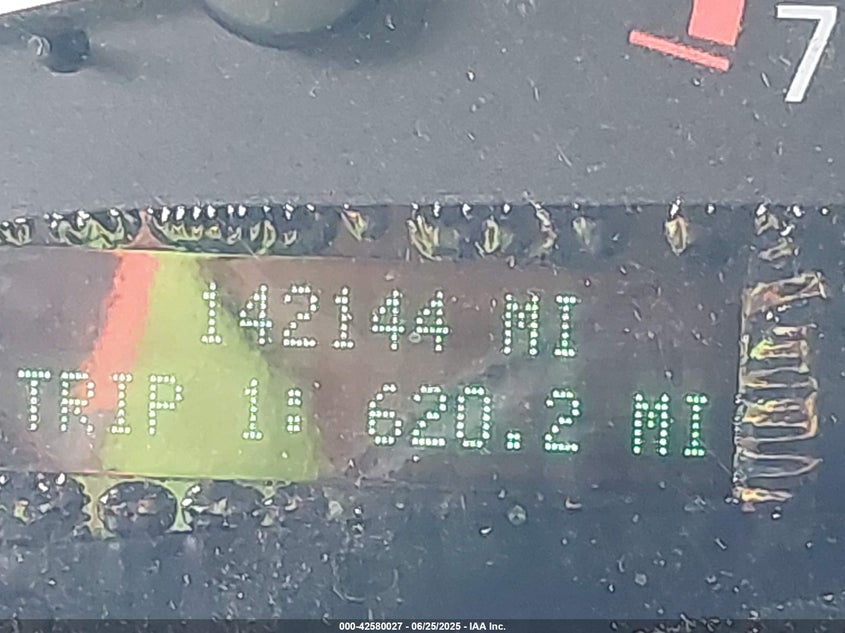 7
142144 MI
TRIP 1: 620.2 MI
000-42580027 - 06/25/2025 - IAA Inc.